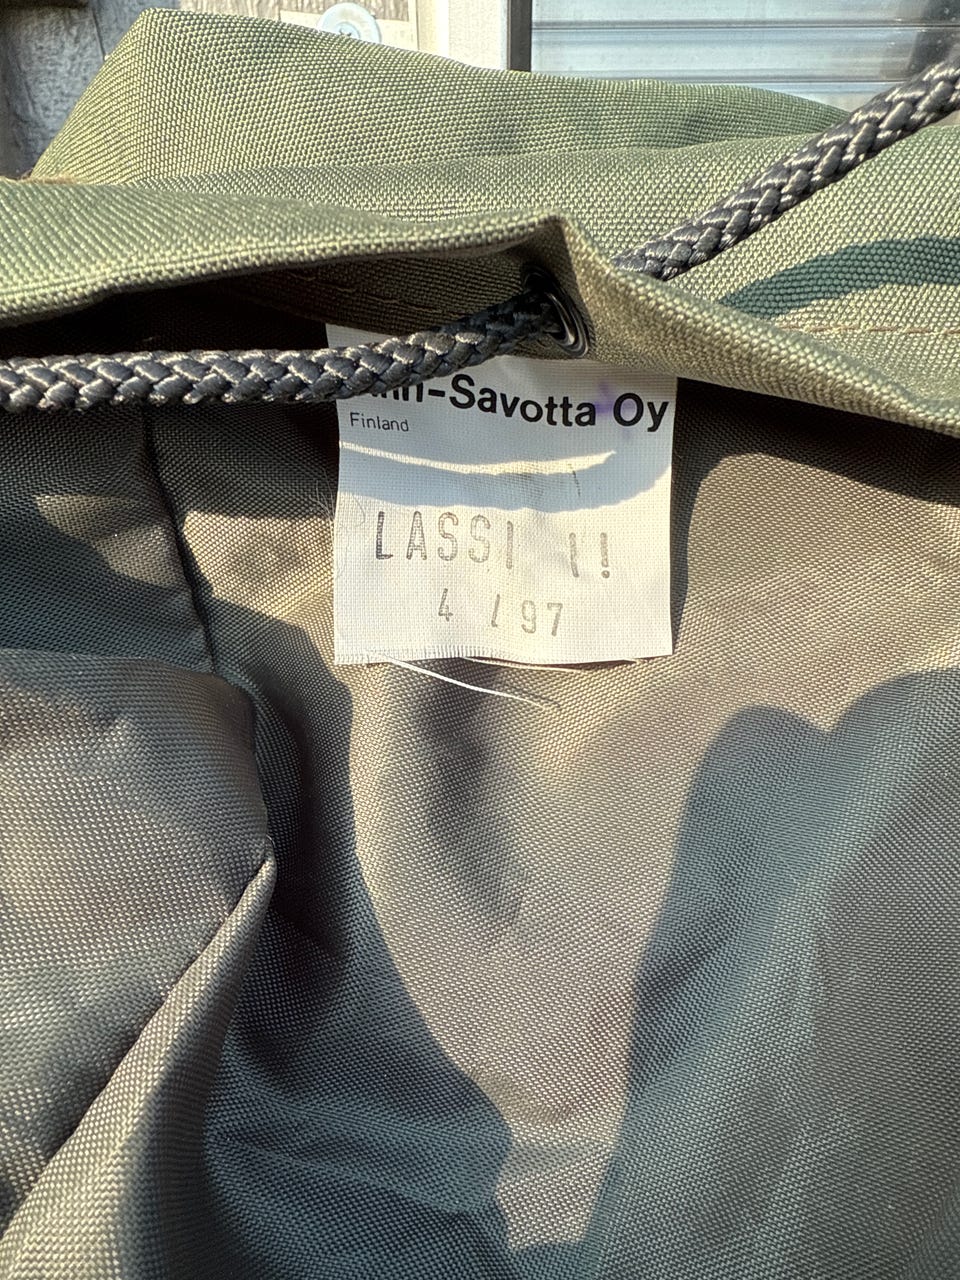 -Savotta Oy
Finland
LASSI !!
4 / 97